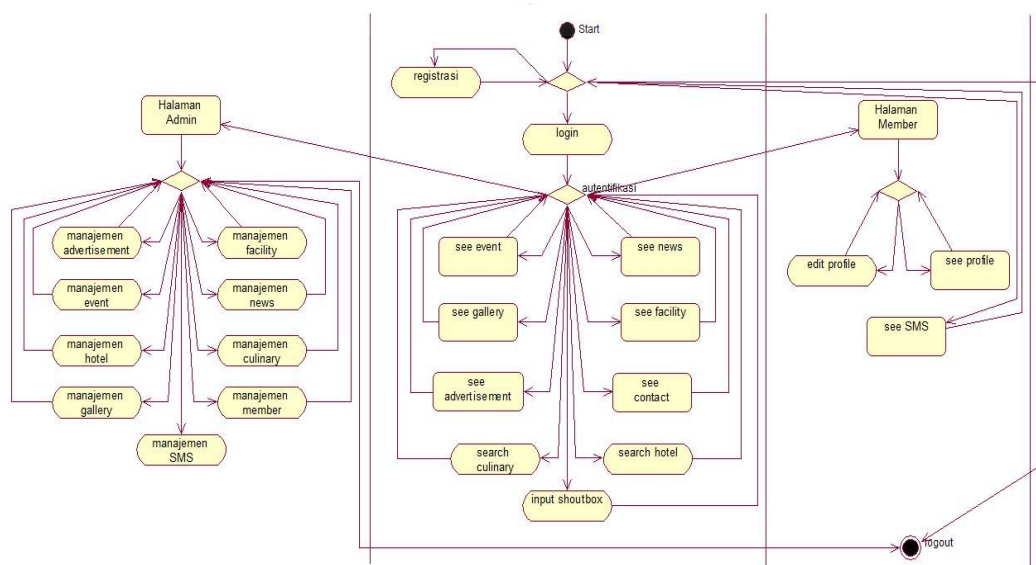 Start
registrasi
Halaman
Admin
login
Halaman
Member
autentifikasi
manajemen
advertisement
manajemen
facility
see event
see news
edit profile
see profile
manajemen
event
manajemen
news
see gallery
see facility
see SMS
manajemen
hotel
manajemen
culinary
see
advertisement
see
contact
manajemen
gallery
manajemen
member
manajemen
SMS
search
culinary
search hotel
input shoutbox
logout